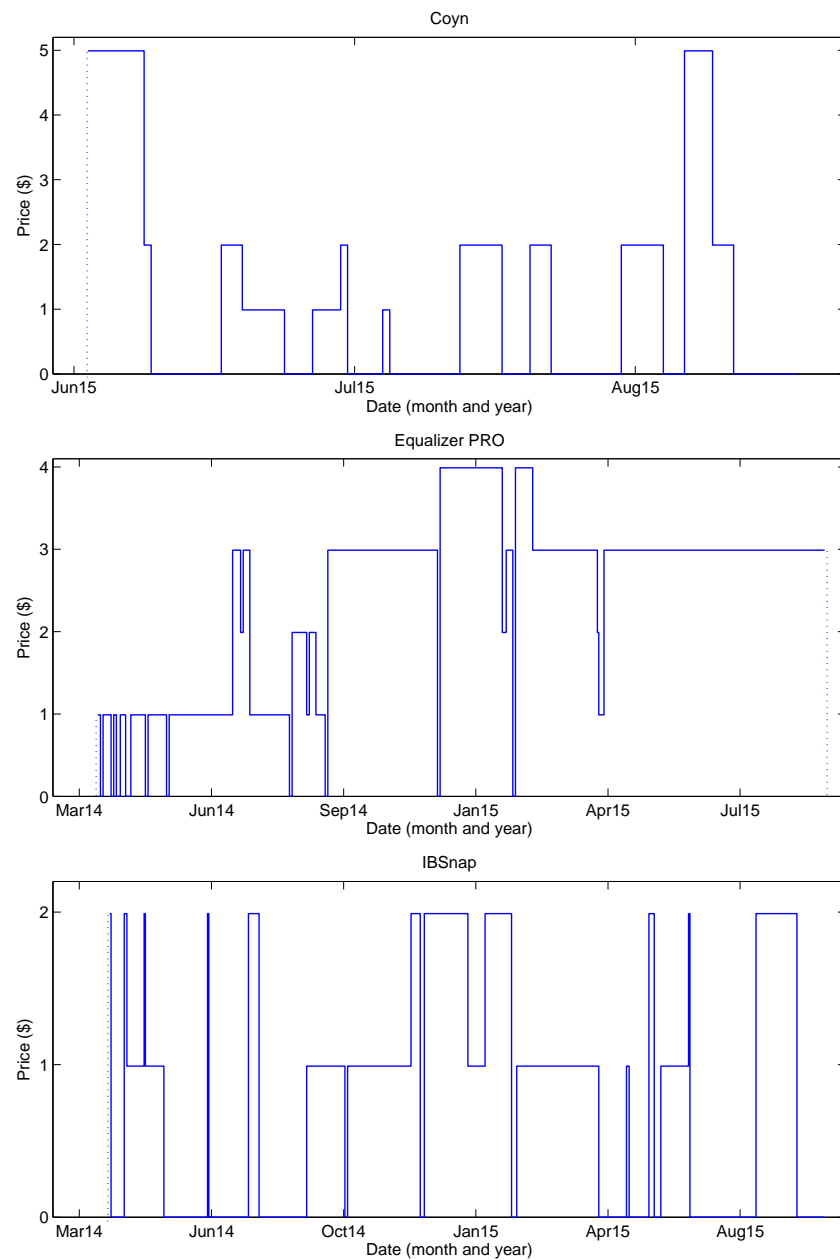 Coyn
5
4
3
2
1
0
Price ($)
Jun15 Jul15 Aug15
Date (month and year)
Equalizer PRO
4
3
2
1
0
Price ($)
Mar14 Jun14 Sep14 Jan15 Apr15 Jul15
Date (month and year)
IBSnap
2
1
0
Price ($)
Mar14 Jun14 Oct14 Jan15 Apr15 Aug15
Date (month and year)